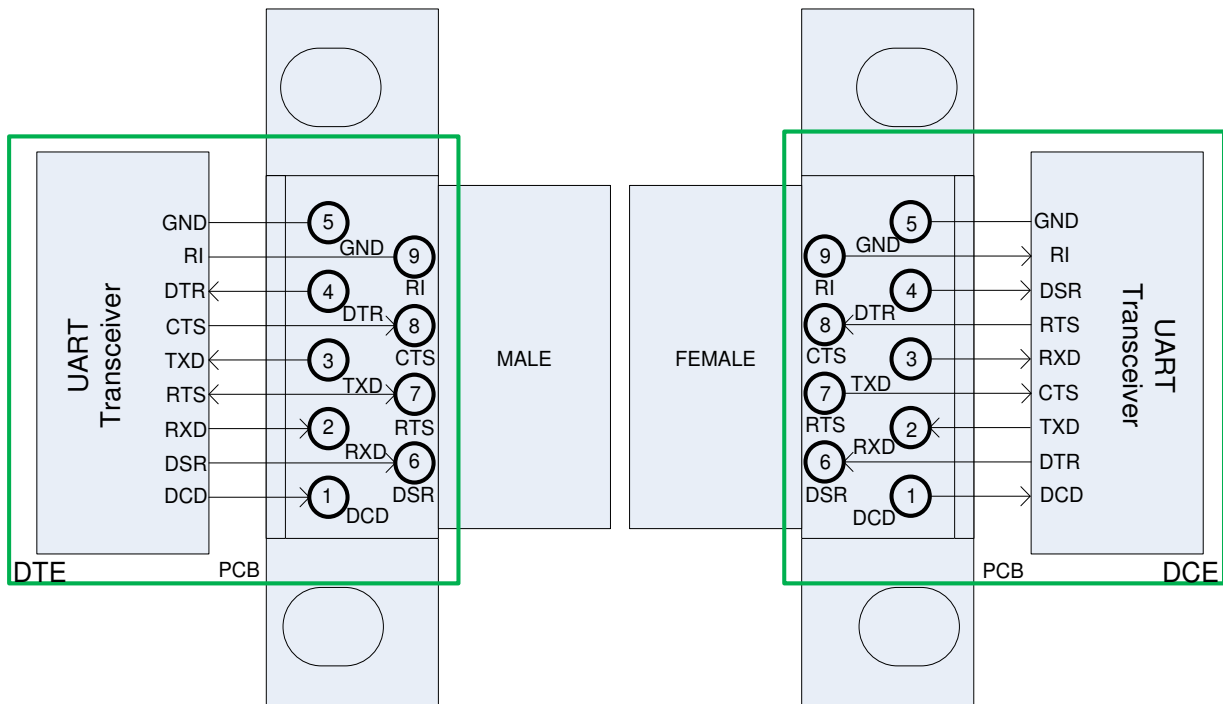 UART
Transceiver
GND
RI
DTR
CTS
TXD
RTS
RXD
DSR
DCD
5
GND
9
RI
4
DTR
8
CTS
3
TXD
7
RTS
2
RXD
6
DSR
1
DCD
MALE
DTE
PCB
FEMALE
5
GND
9
RI
4
DTR
8
CTS
3
TXD
7
RTS
2
RXD
6
DSR
1
DCD
GND
RI
DSR
RTS
RXD
CTS
TXD
DTR
DCD
UART
Transceiver
PCB
DCE